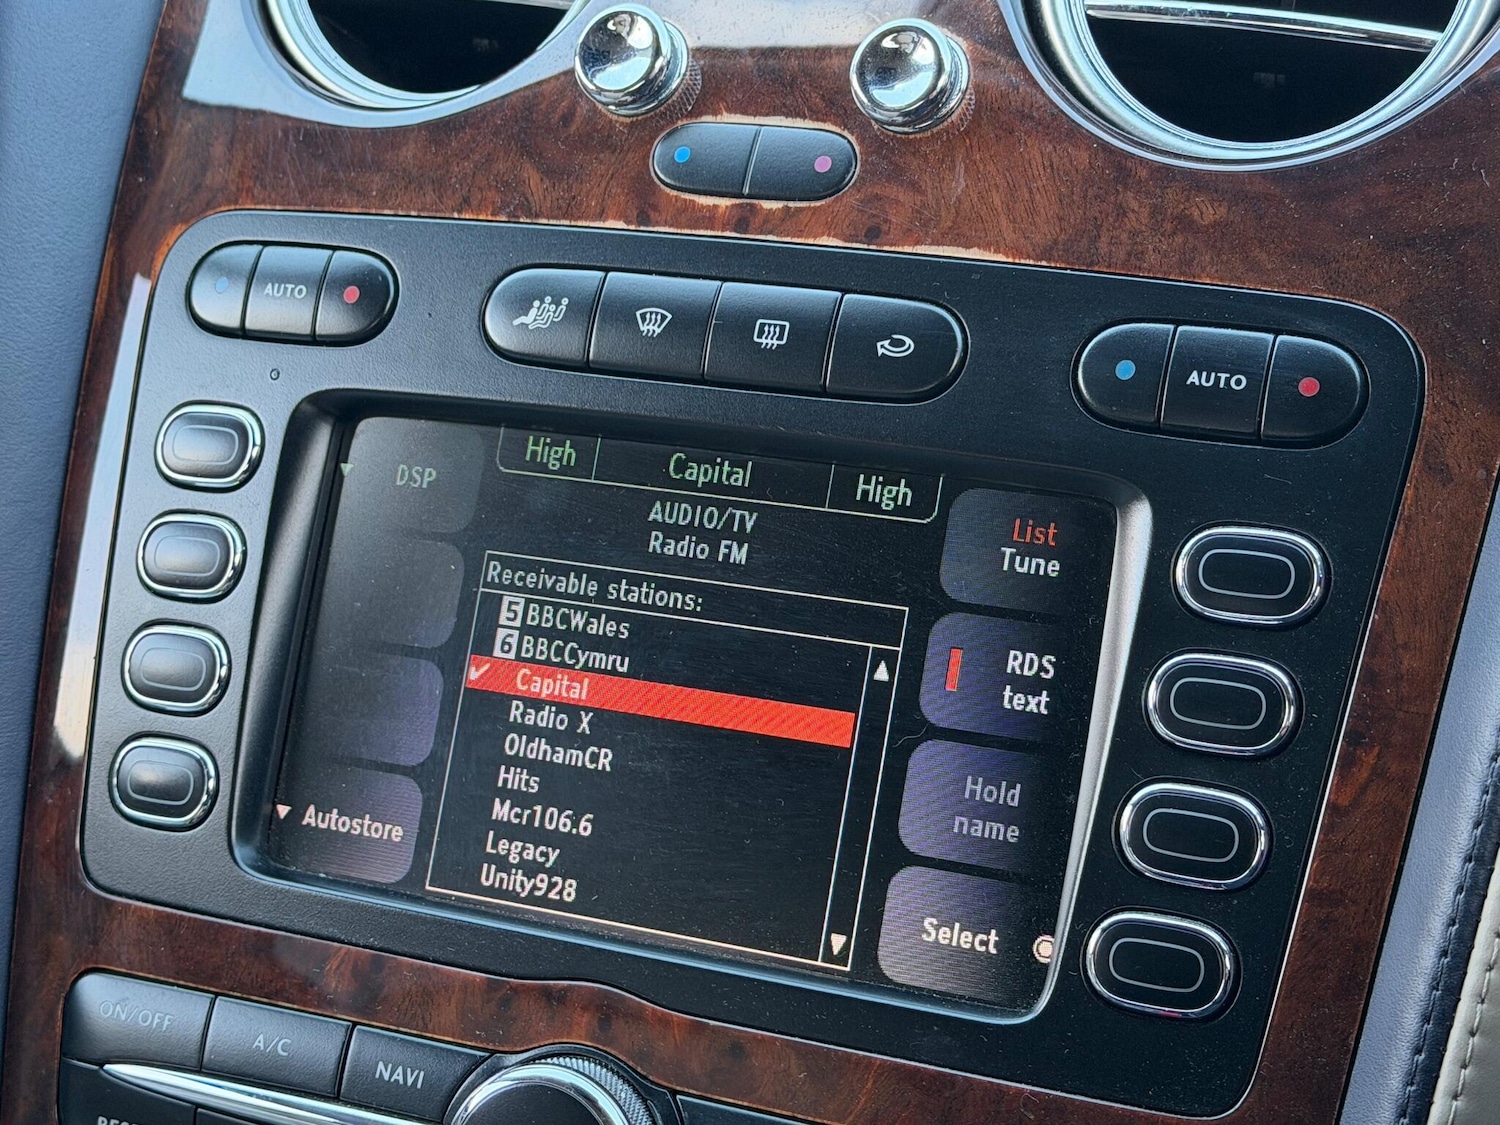 AUTO
AUTO
DSP
High
Capital
High
AUDIO/TV
Radio FM
List
Tune
Receivable stations:
5 BBCWales
6 BBCCymru
Capital
Radio X
OldhamCR
Hits
Mcr106.6
Legacy
Unity928
RDS
text
Hold
name
Autostore
Select
ON/OFF
A/C
NAVI